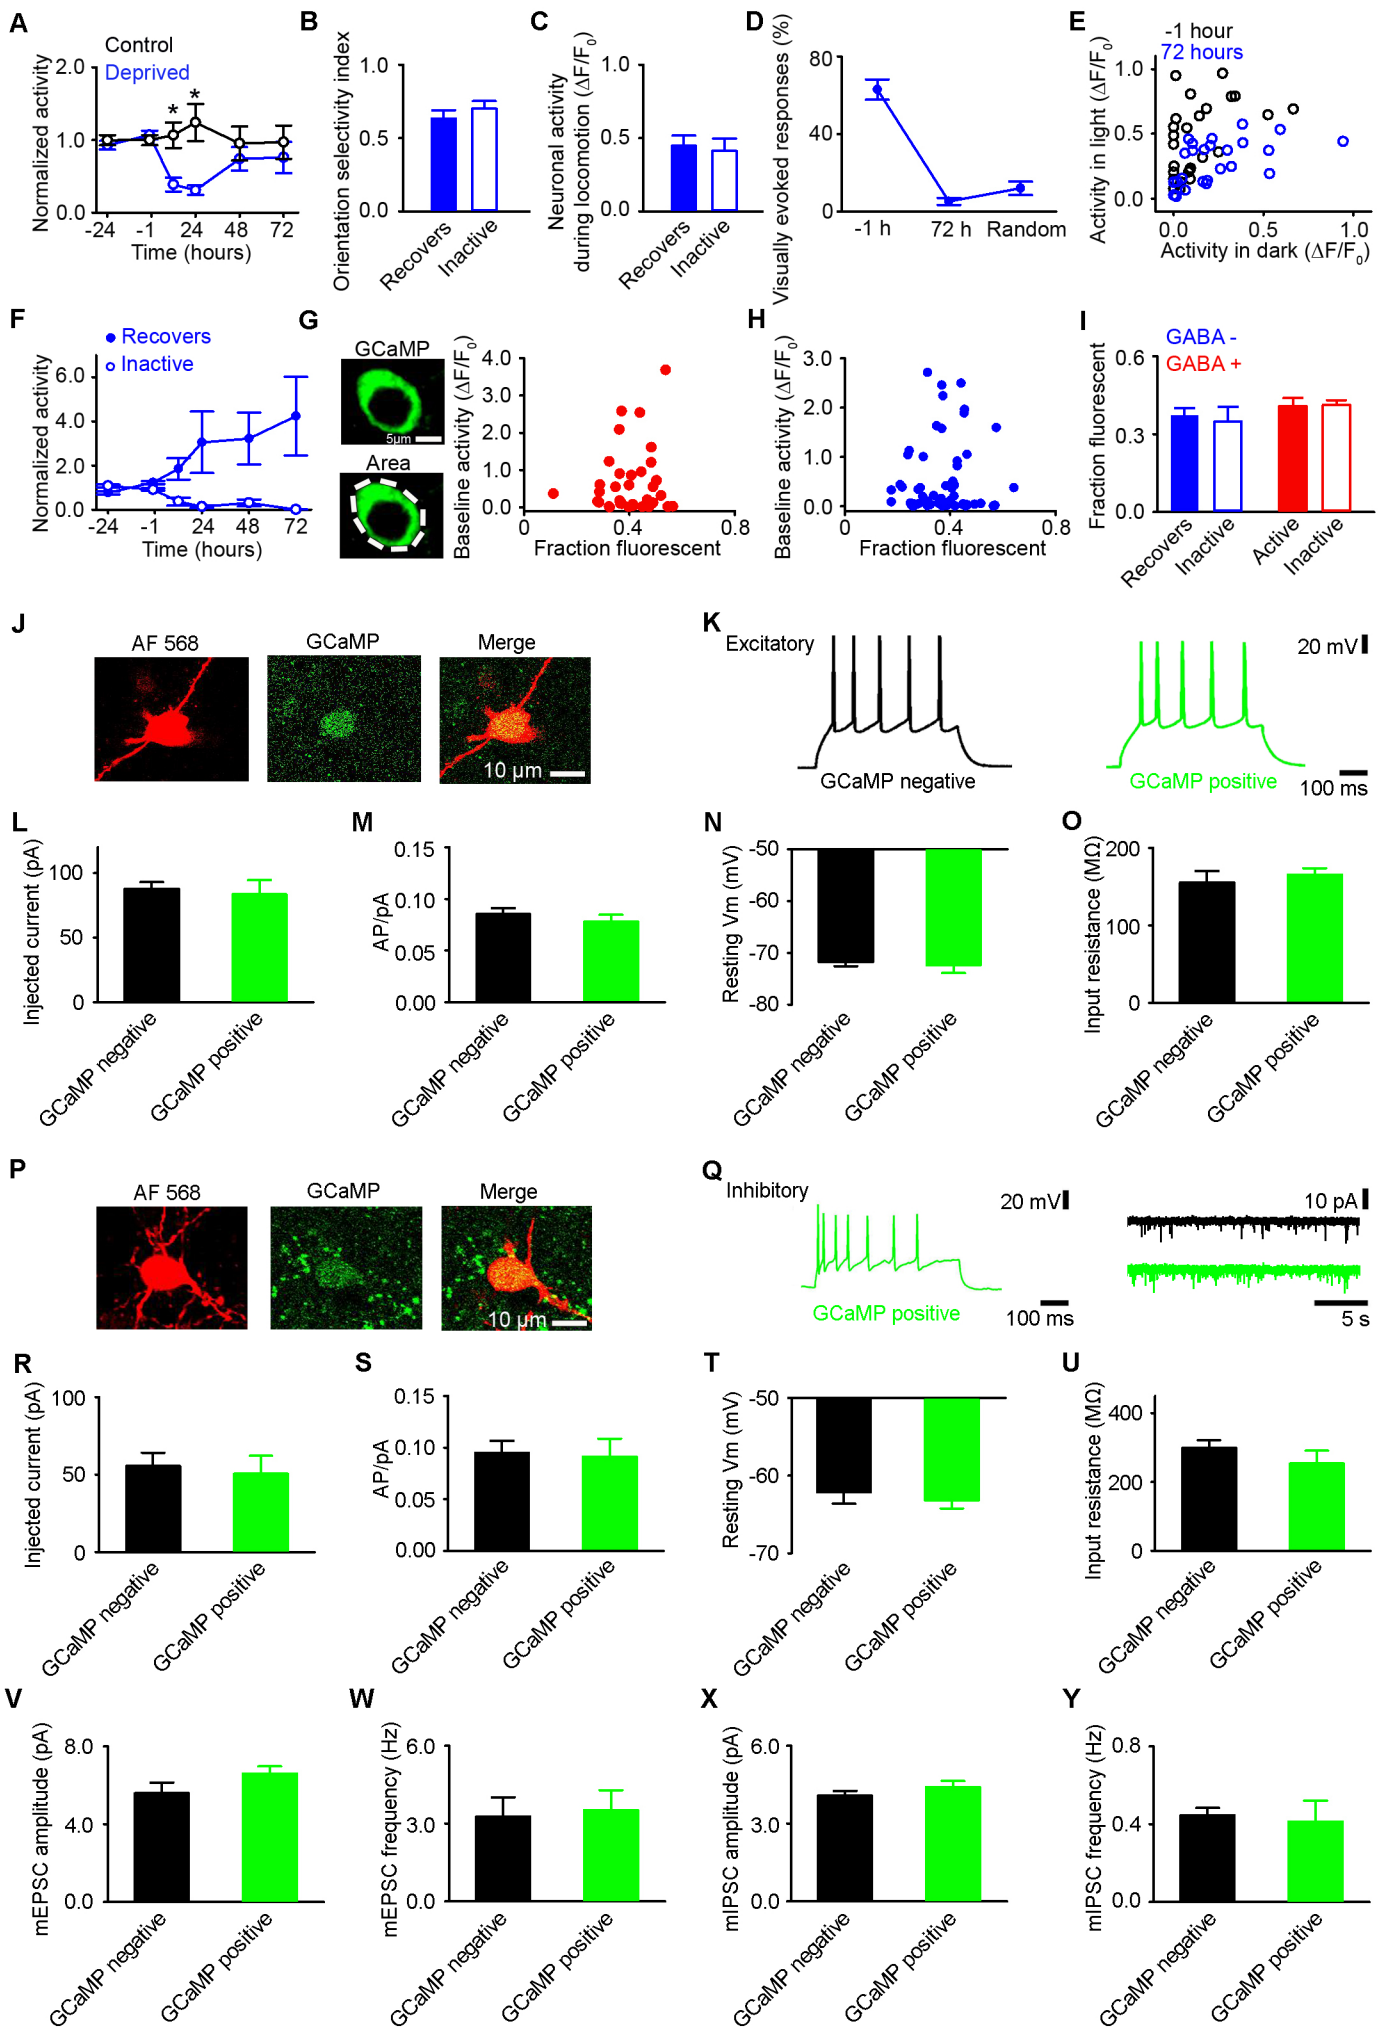 A
Control
Deprived
Normalized activity
2.0
1.0
0.0
*
*
-24
-1
24
48
72
Time (hours)
B
Orientation selectivity index
1.0
0.5
0.0
Recovers
Inactive
C
Neuronal activity
during locomotion (ΔF/F0)
1.0
0.5
0.0
Recovers
Inactive
D
Visually evoked responses (%)
80
40
0
-1 h
72 h
Random
E
-1 hour
72 hours
Activity in light (ΔF/F0)
1.0
0.5
0.0
0.0
0.5
1.0
Activity in dark (ΔF/F0)
F
Recovers
Inactive
Normalized activity
6.0
4.0
2.0
0.0
-24
-1
24
48
72
Time (hours)
G
GCaMP
5μm
Area
Baseline activity (ΔF/F0)
4.0
3.0
2.0
1.0
0.0
0
0.4
0.8
Fraction fluorescent
H
Baseline activity (ΔF/F0)
3.0
2.0
1.0
0.0
0
0.4
0.8
Fraction fluorescent
I
GABA -
GABA +
Fraction fluorescent
0.6
0.3
0.0
Recovers
Inactive
Active
Inactive
J
AF 568
GCaMP
Merge
10 μm
K
Excitatory
GCaMP negative
GCaMP positive
20 mV
100 ms
L
Injected current (pA)
100
50
0
GCaMP negative
GCaMP positive
M
AP/pA
0.15
0.10
0.05
0.00
GCaMP negative
GCaMP positive
N
Resting Vm (mV)
-50
-60
-70
-80
GCaMP negative
GCaMP positive
O
Input resistance (MΩ)
200
100
0
GCaMP negative
GCaMP positive
P
AF 568
GCaMP
Merge
10 μm
Q
Inhibitory
20 mV
GCaMP positive
100 ms
10 pA
5 s
R
Injected current (pA)
100
50
0
GCaMP negative
GCaMP positive
S
AP/pA
0.15
0.10
0.05
0.00
GCaMP negative
GCaMP positive
T
Resting Vm (mV)
-50
-60
-70
GCaMP negative
GCaMP positive
U
Input resistance (MΩ)
400
200
0
GCaMP negative
GCaMP positive
V
mEPSC amplitude (pA)
8.0
4.0
0.0
GCaMP negative
GCaMP positive
W
mEPSC frequency (Hz)
6.0
3.0
0.0
GCaMP negative
GCaMP positive
X
mIPSC amplitude (pA)
6.0
3.0
0.0
GCaMP negative
GCaMP positive
Y
mIPSC frequency (Hz)
0.8
0.4
0.0
GCaMP negative
GCaMP positive